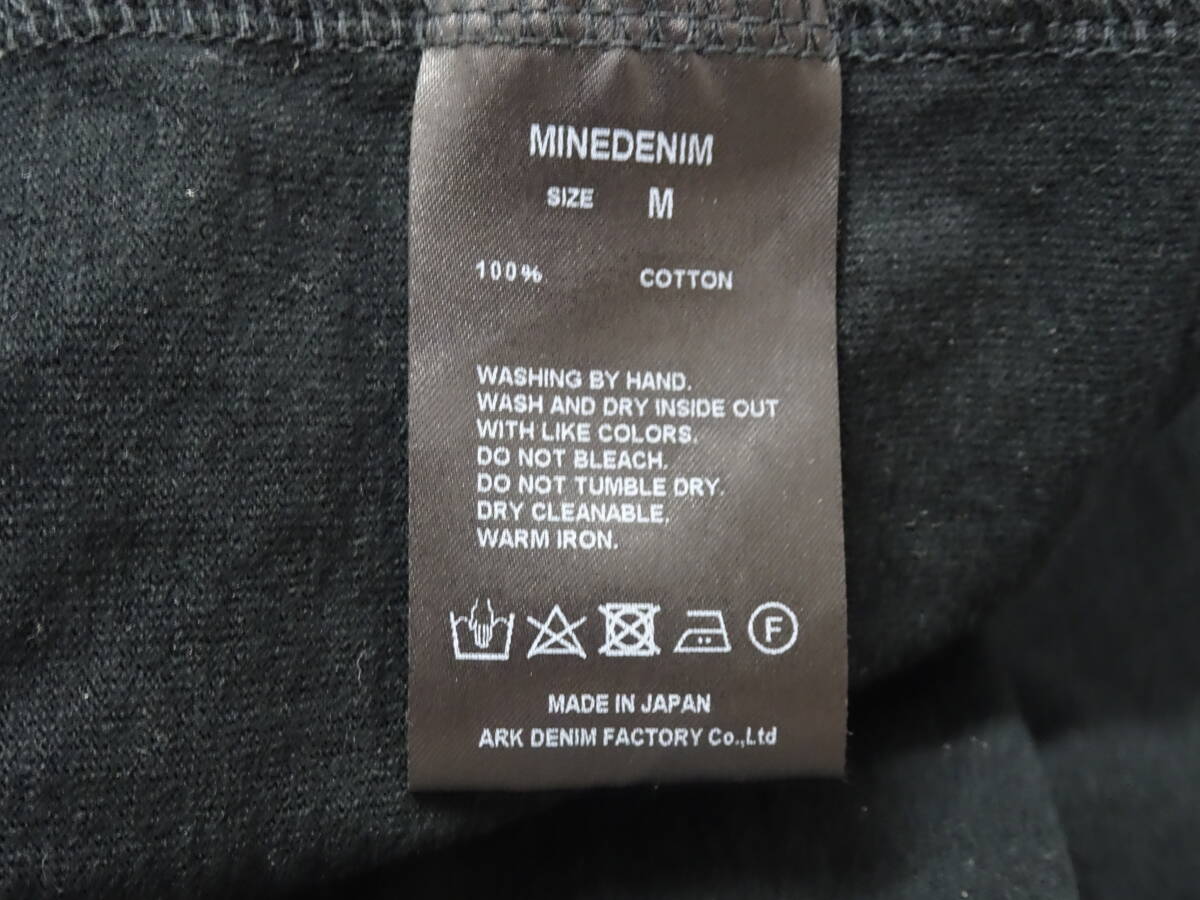 MINEDENIM
SIZE M
100% COTTON
WASHING BY HAND.
WASH AND DRY INSIDE OUT
WITH LIKE COLORS.
DO NOT BLEACH.
DO NOT TUMBLE DRY.
DRY CLEANABLE.
WARM IRON.
F
MADE IN JAPAN
ARK DENIM FACTORY Co.,Ltd